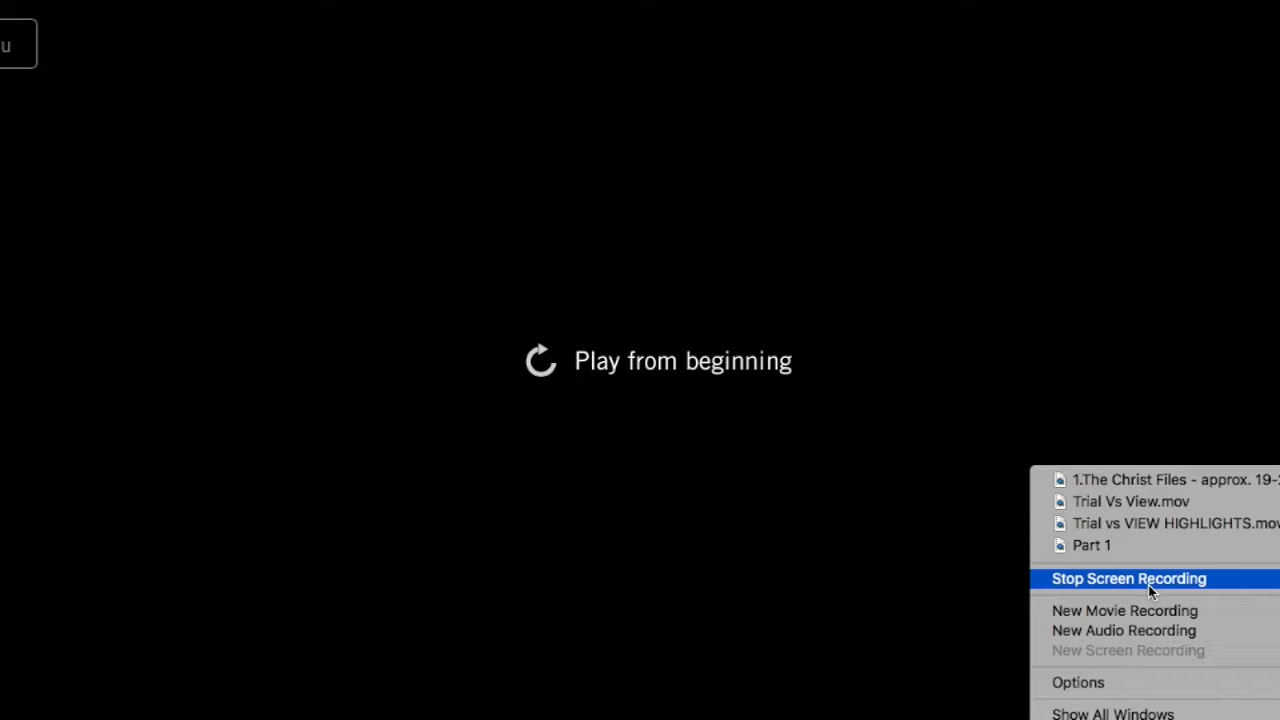 u
Play from beginning
1.The Christ Files - approx. 19-
Trial Vs View.mov
Trial vs VIEW HIGHLIGHTS.mov
Part 1
Stop Screen Recording
New Movie Recording
New Audio Recording
New Screen Recording
Options
Show All Windows